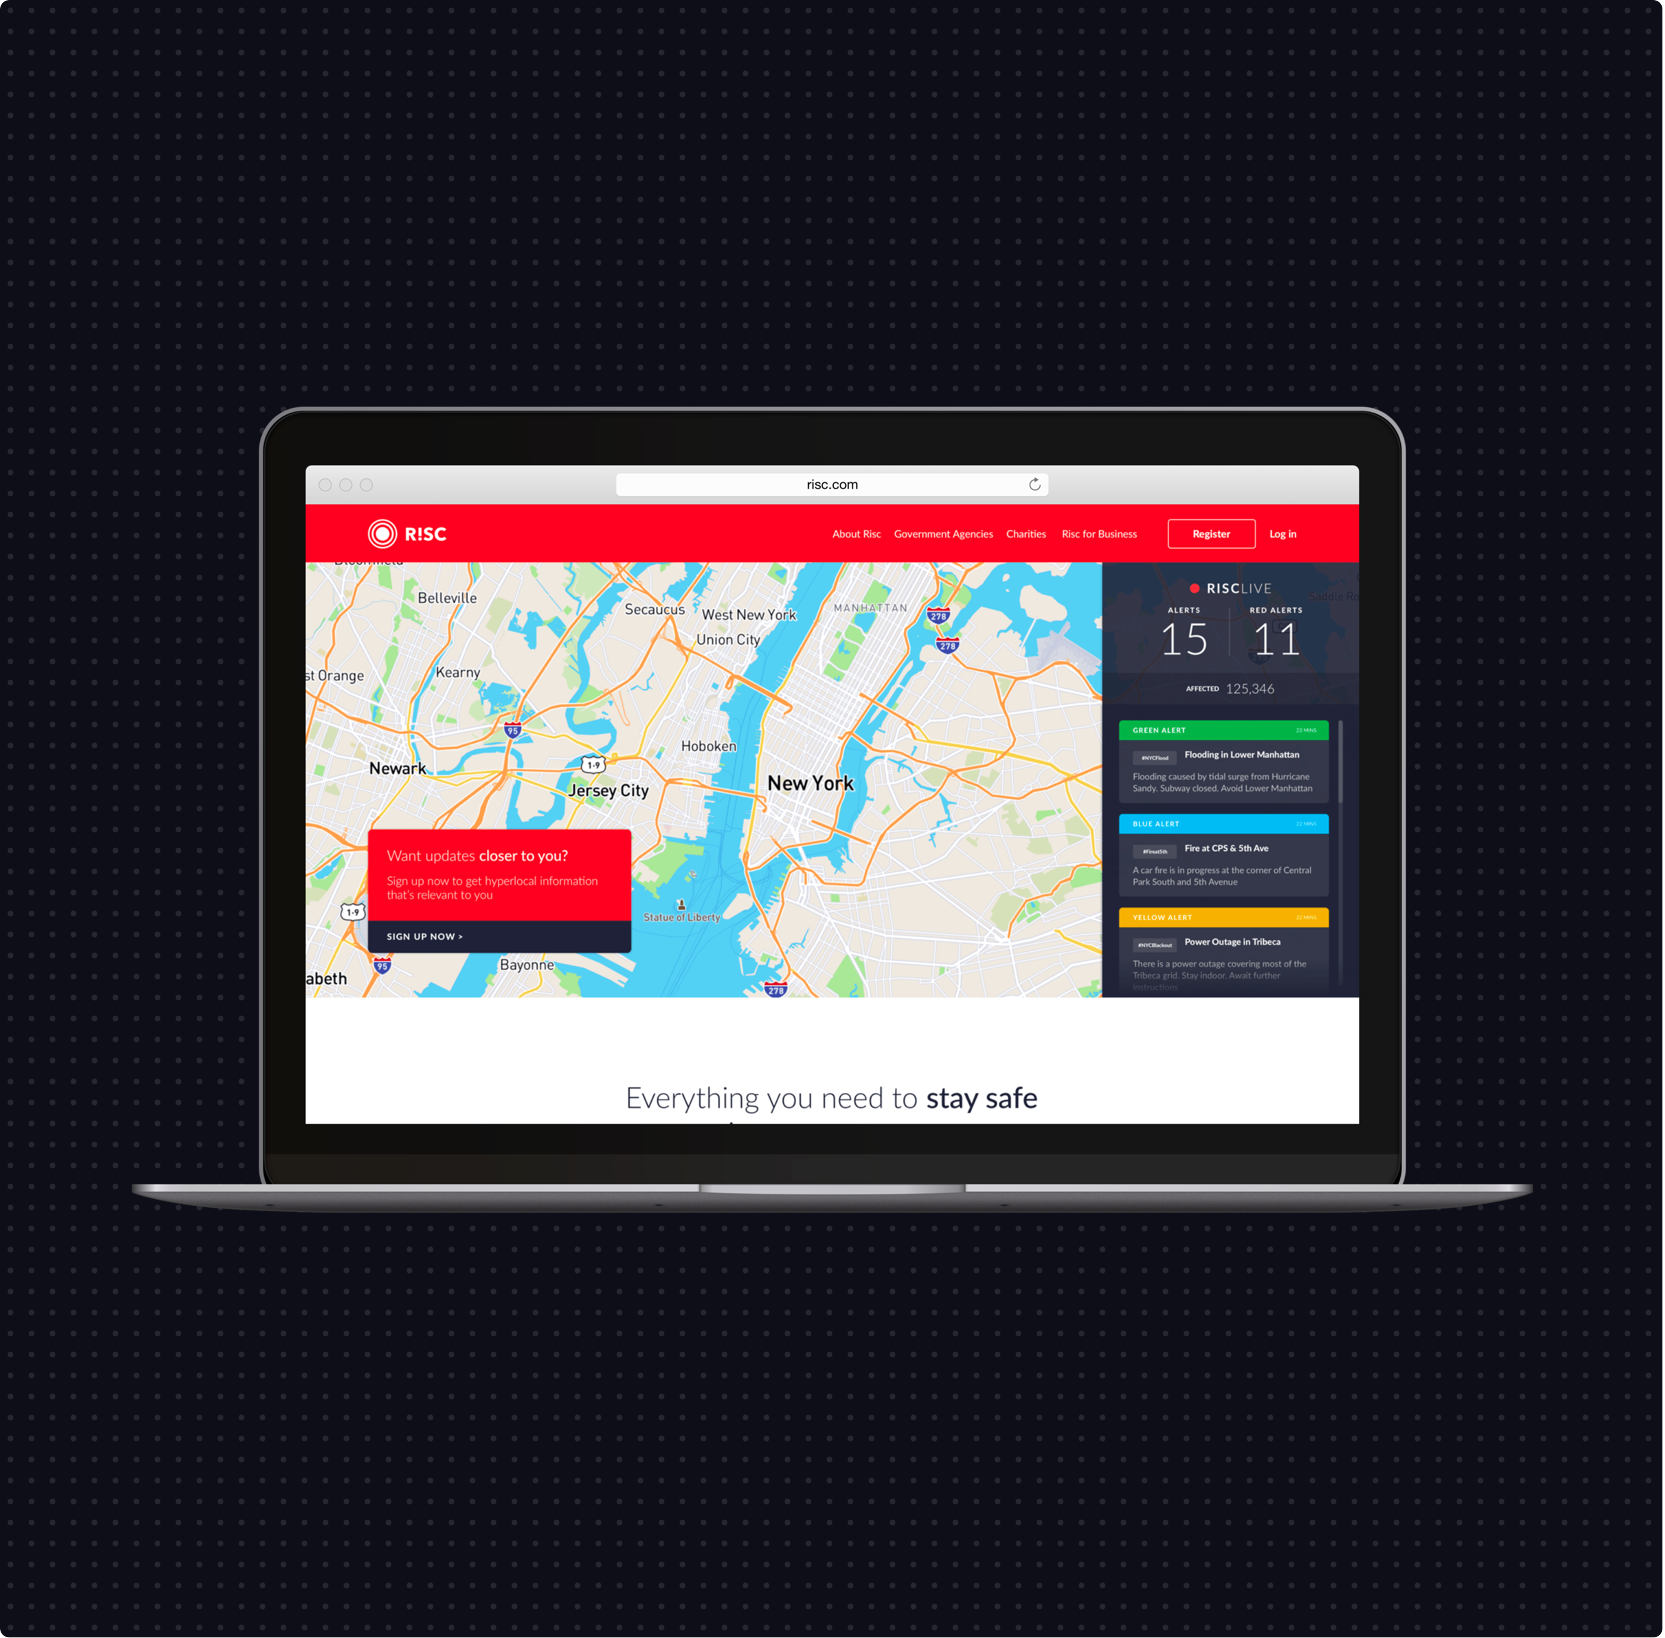 risc.com
R!SC
About Risc Government Agencies Charities Risc for Business Register Log in
Belleville
Secaucus
West New York
MANHATTAN
278
Union City
278
st Orange
Kearny
95
Hoboken
1-9
Newark
Jersey City
New York
Want updates closer to you?
Sign up now to get hyperlocal information
that's relevant to you
SIGN UP NOW >
1-9
Statue of Liberty
95
Bayonne
abeth
278
RISCLIVE
ALERTS RED ALERTS
15 11
AFFECTED 125,346
GREEN ALERT 23 MINS
#NYCFlood Flooding in Lower Manhattan
Flooding caused by tidal surge from Hurricane
Sandy. Subway closed. Avoid Lower Manhattan
BLUE ALERT 22 MINS
Fire at CPS & 5th Ave
A car fire is in progress at the corner of Central
Park South and 5th Avenue
YELLOW ALERT 22 MINS
#NYCBlackout Power Outage in Tribeca
There is a power outage covering most of the
Tribeca grid. Stay indoor. Await further
instructions
Everything you need to stay safe